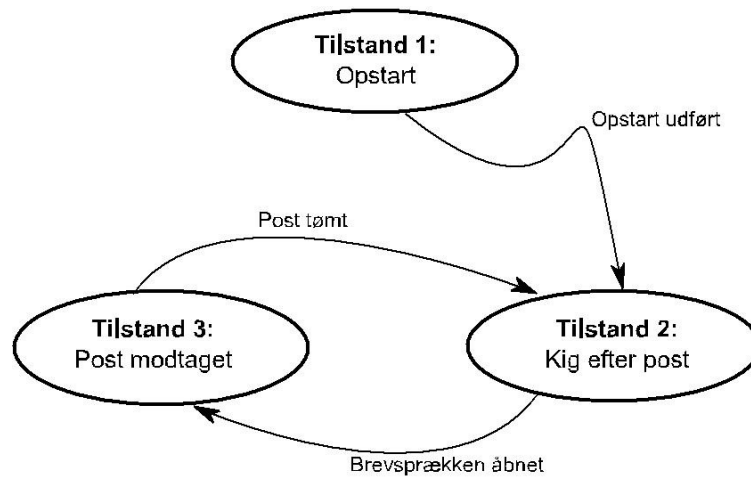 Tilstand 1:
Opstart
Opstart udført
Post tømt
Tilstand 3:
Post modtaget
Tilstand 2:
Kig efter post
Brevsprækken åbnet